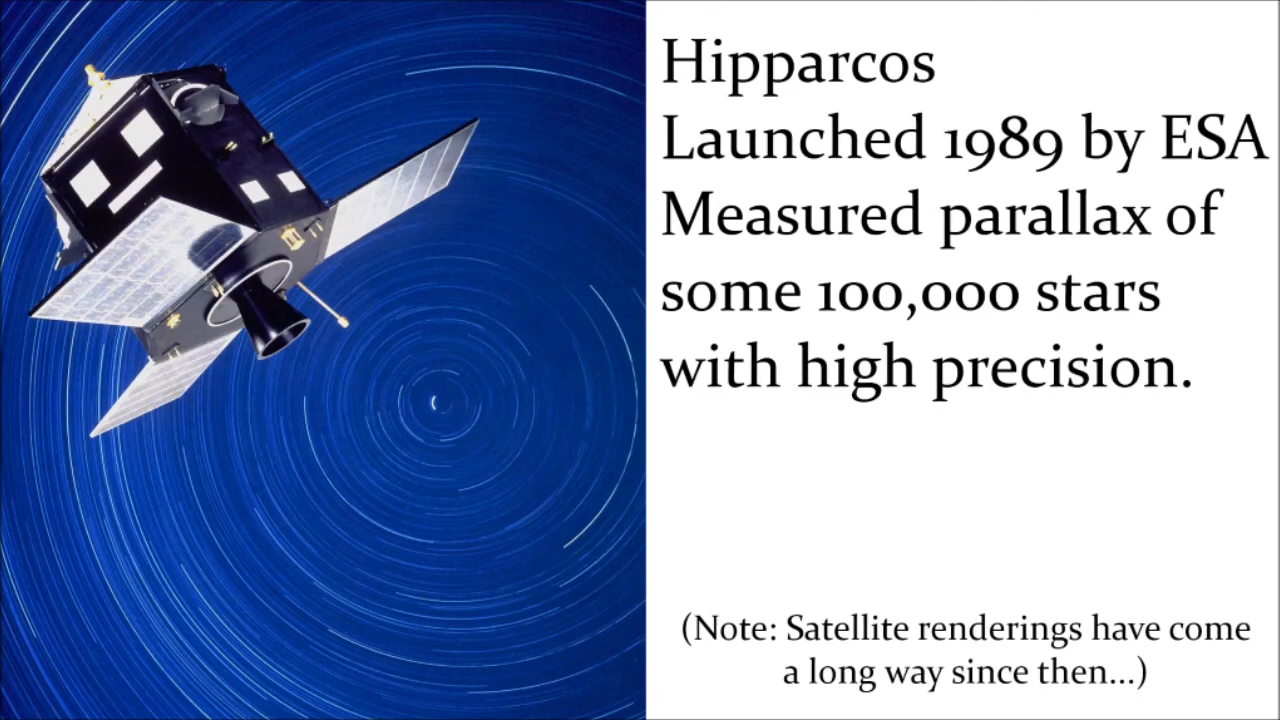 Hipparcos
Launched 1989 by ESA
Measured parallax of
some 100,000 stars
with high precision.
(Note: Satellite renderings have come
a long way since then...)